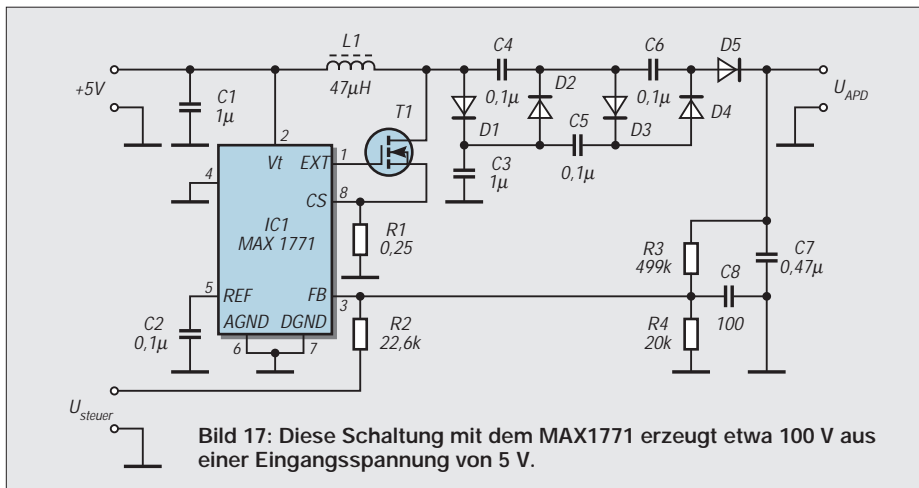 L1
47µH
C4
0,1µ
C6
0,1µ
D5
+5V
C1
1µ
T1
D1
D2
C5
0,1µ
D3
D4
U_APD
2
Vt
EXT
1
4
CS
8
C3
1µ
IC1
MAX 1771
R1
0,25
R3
499k
C7
0,47µ
5
REF
FB
3
C8
100
C2
0,1µ
AGND
DGND
6
7
R2
22,6k
R4
20k
U_steuer
Bild 17: Diese Schaltung mit dem MAX1771 erzeugt etwa 100 V aus
einer Eingangsspannung von 5 V.